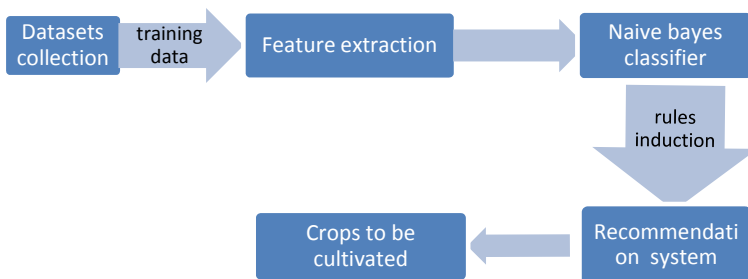 Datasets
collection
training
data
Feature extraction
Naive bayes
classifier
rules
induction
Recommendati
on system
Crops to be
cultivated